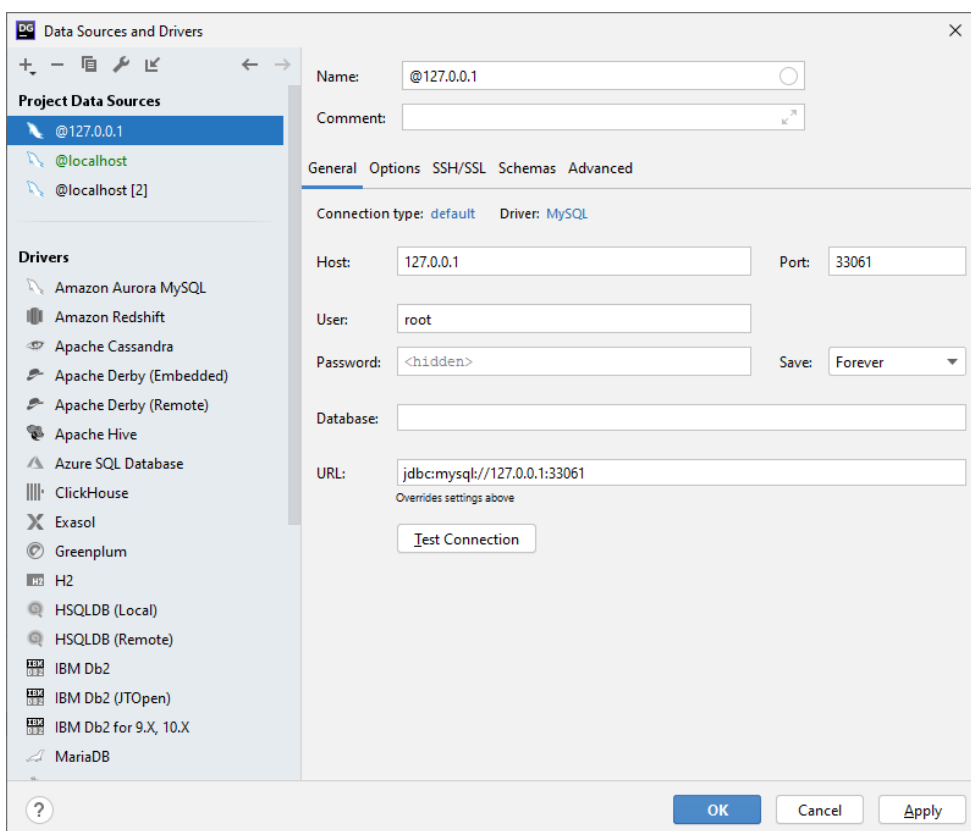 DG Data Sources and Drivers
Project Data Sources
@127.0.0.1
@localhost
@localhost [2]
Drivers
Amazon Aurora MySQL
Amazon Redshift
Apache Cassandra
Apache Derby (Embedded)
Apache Derby (Remote)
Apache Hive
Azure SQL Database
ClickHouse
Exasol
Greenplum
H2 H2
HSQLDB (Local)
HSQLDB (Remote)
IBM IBM Db2
IBM IBM Db2 (JTOpen)
IBM IBM Db2 for 9.X, 10.X
MariaDB
Name: @127.0.0.1
Comment:
General Options SSH/SSL Schemas Advanced
Connection type: default Driver: MySQL
Host: 127.0.0.1 Port: 33061
User: root
Password: <hidden> Save: Forever
Database:
URL: jdbc:mysql://127.0.0.1:33061
Overrides settings above
Test Connection
? OK Cancel Apply